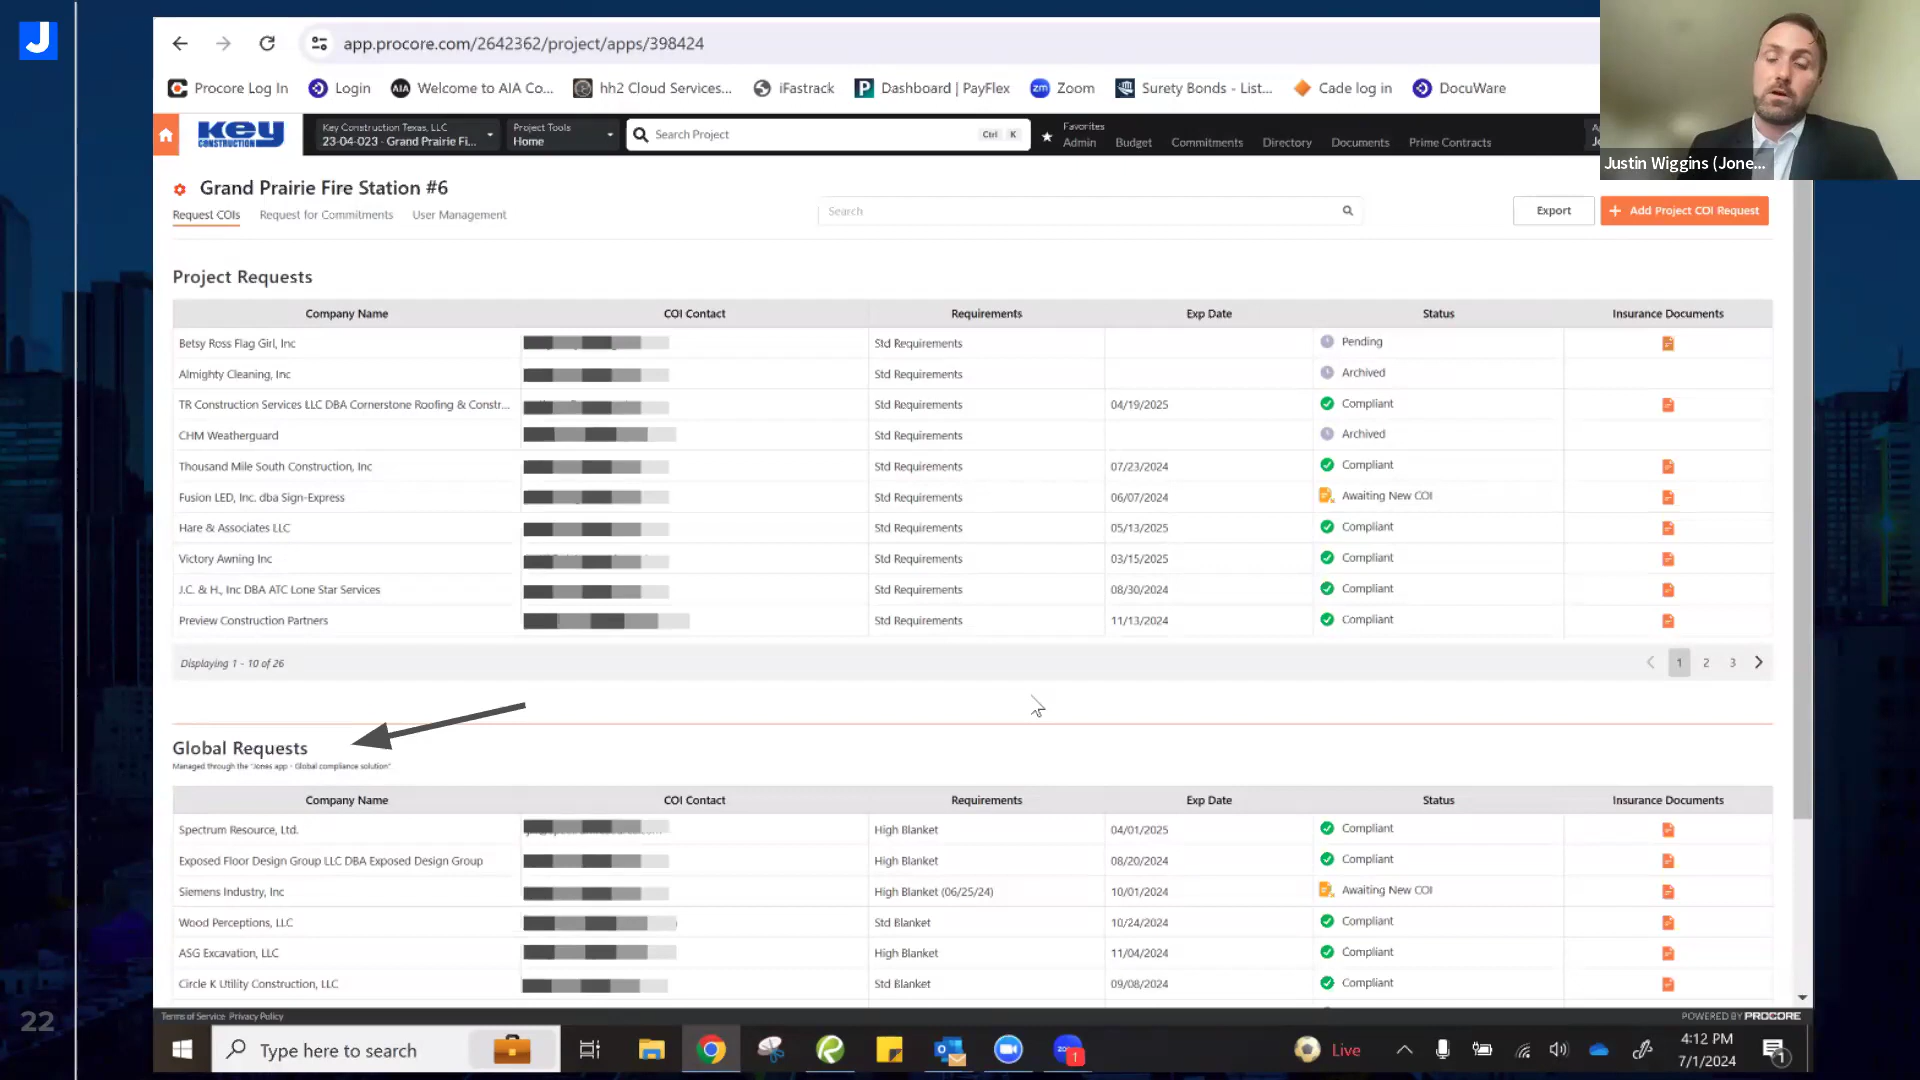 J
app.procore.com/2642362/project/apps/398424
Procore Log In Login Welcome to AIA Co... hh2 Cloud Services... iFastrack Dashboard | PayFlex Zoom Surety Bonds - List... Cade log in DocuWare
Key CONSTRUCTION
Key Construction Texas, LLC
23-04-023 - Grand Prairie Fi...
Project Tools
Home
Search Project Ctrl K
Favorites
Admin Budget Commitments Directory Documents Prime Contracts
Justin Wiggins (Jone...
Grand Prairie Fire Station #6
Request COIs Request for Commitments User Management
Search
Export
+ Add Project COI Request
Project Requests
Company Name COI Contact Requirements Exp Date Status Insurance Documents
Betsy Ross Flag Girl, Inc Std Requirements Pending
Almighty Cleaning, Inc Std Requirements Archived
TR Construction Services LLC DBA Cornerstone Roofing & Constr... Std Requirements 04/19/2025 Compliant
CHM Weatherguard Std Requirements Archived
Thousand Mile South Construction, Inc Std Requirements 07/23/2024 Compliant
Fusion LED, Inc. dba Sign-Express Std Requirements 06/07/2024 Awaiting New COI
Hare & Associates LLC Std Requirements 05/13/2025 Compliant
Victory Awning Inc Std Requirements 03/15/2025 Compliant
J.C. & H., Inc DBA ATC Lone Star Services Std Requirements 08/30/2024 Compliant
Preview Construction Partners Std Requirements 11/13/2024 Compliant
Displaying 1 - 10 of 26
1 2 3
Global Requests
Managed through the "Jones app - Global compliance solution"
Company Name COI Contact Requirements Exp Date Status Insurance Documents
Spectrum Resource, Ltd. High Blanket 04/01/2025 Compliant
Exposed Floor Design Group LLC DBA Exposed Design Group High Blanket 08/20/2024 Compliant
Siemens Industry, Inc High Blanket (06/25/24) 10/01/2024 Awaiting New COI
Wood Perceptions, LLC Std Blanket 10/24/2024 Compliant
ASG Excavation, LLC High Blanket 11/04/2024 Compliant
Circle K Utility Construction, LLC Std Blanket 09/08/2024 Compliant
Terms of Service Privacy Policy
POWERED BY PROCORE
22
Type here to search
Live
4:12 PM
7/1/2024